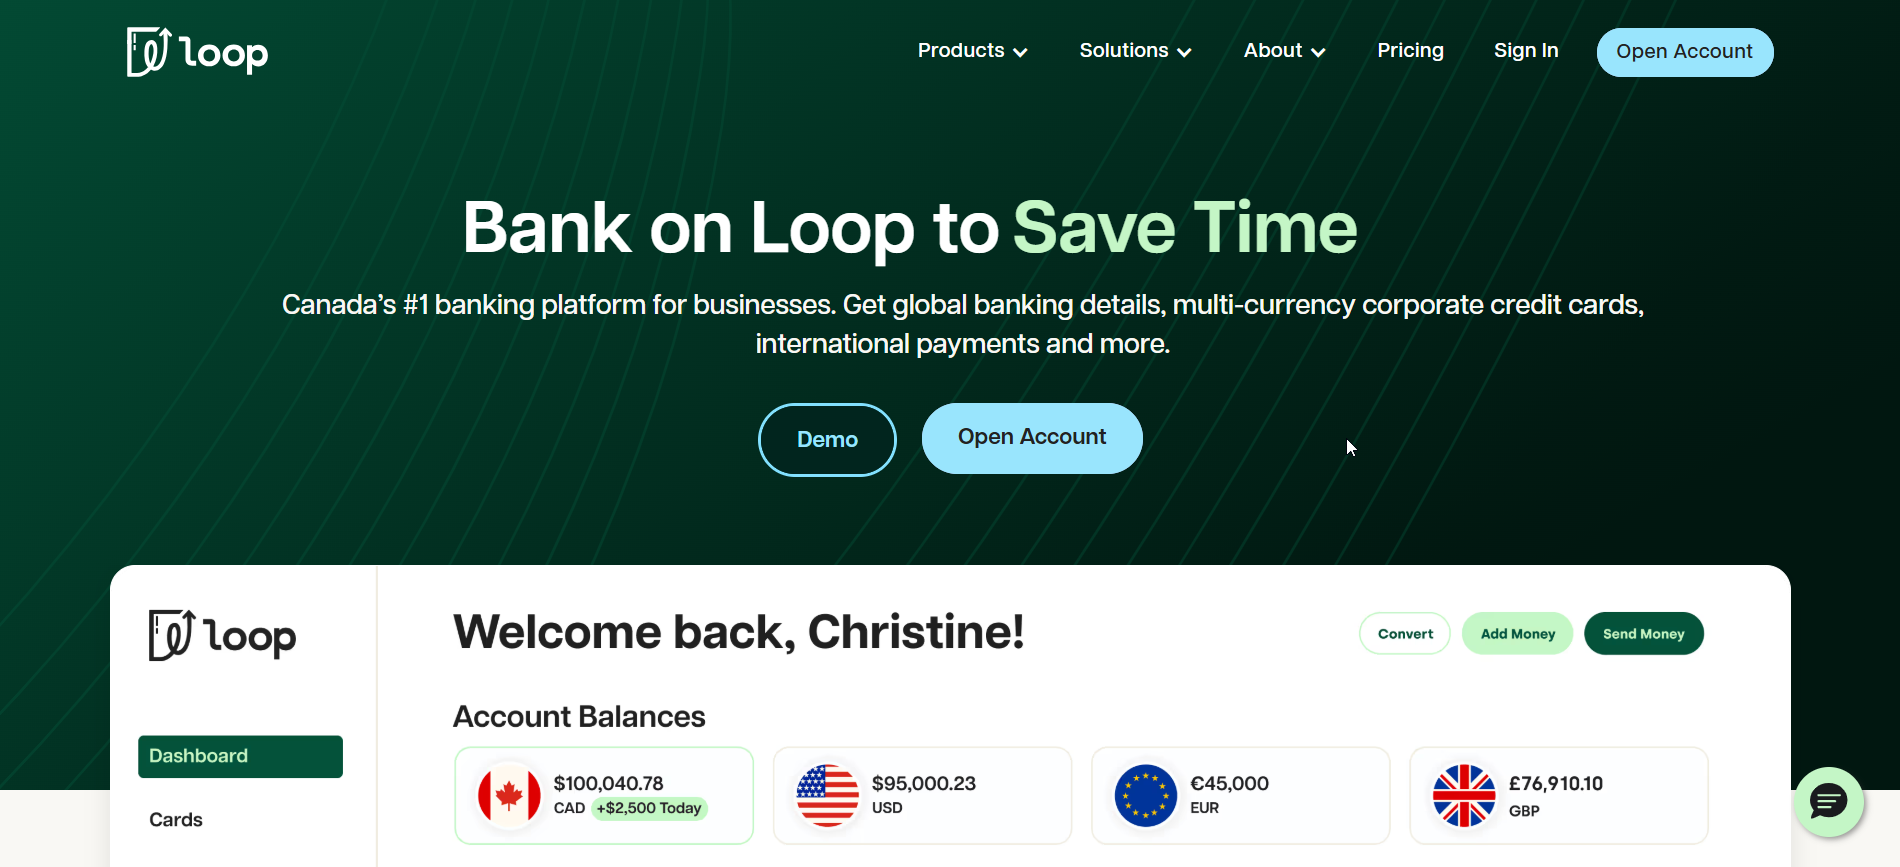 loop
Products
Solutions
About
Pricing
Sign In
Open Account
Bank on Loop to Save Time
Canada’s #1 banking platform for businesses. Get global banking details, multi-currency corporate credit cards,
international payments and more.
Demo
Open Account
loop
Welcome back, Christine!
Convert
Add Money
Send Money
Account Balances
Dashboard
Cards
$100,040.78
CAD +$2,500 Today
$95,000.23
USD
€45,000
EUR
£76,910.10
GBP